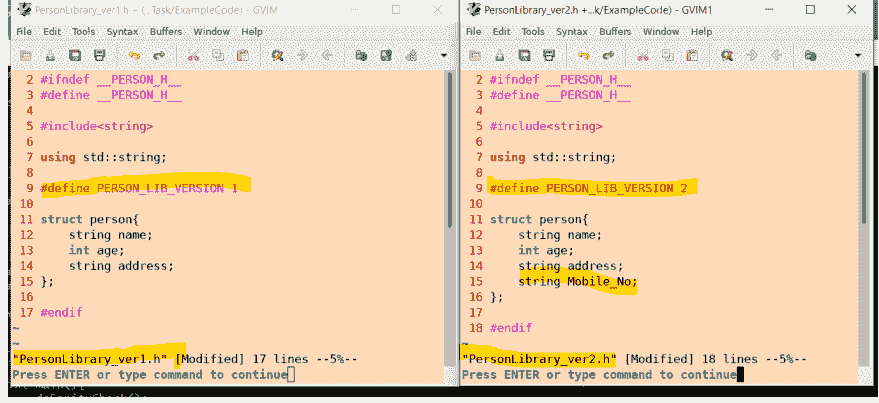 PersonLibrary_ver1.h - (..Task/ExampleCode) - GVIM
File Edit Tools Syntax Buffers Window Help
2 #ifndef __PERSON_H__
3 #define __PERSON_H__
4
5 #include<string>
6
7 using std::string;
8
9 #define PERSON_LIB_VERSION 1
10
11 struct person{
12 string name;
13 int age;
14 string address;
15 };
16
17 #endif
~
~
"PersonLibrary_ver1.h" [Modified] 17 lines --5%--
Press ENTER or type command to continue
PersonLibrary_ver2.h +...k/ExampleCode) - GVIM1
File Edit Tools Syntax Buffers Window Help
2 #ifndef __PERSON_H__
3 #define __PERSON_H__
4
5 #include<string>
6
7 using std::string;
8
9 #define PERSON_LIB_VERSION 2
10
11 struct person{
12 string name;
13 int age;
14 string address;
15 string Mobile_No;
16 };
17
18 #endif
~
"PersonLibrary_ver2.h" [Modified] 18 lines --5%--
Press ENTER or type command to continue